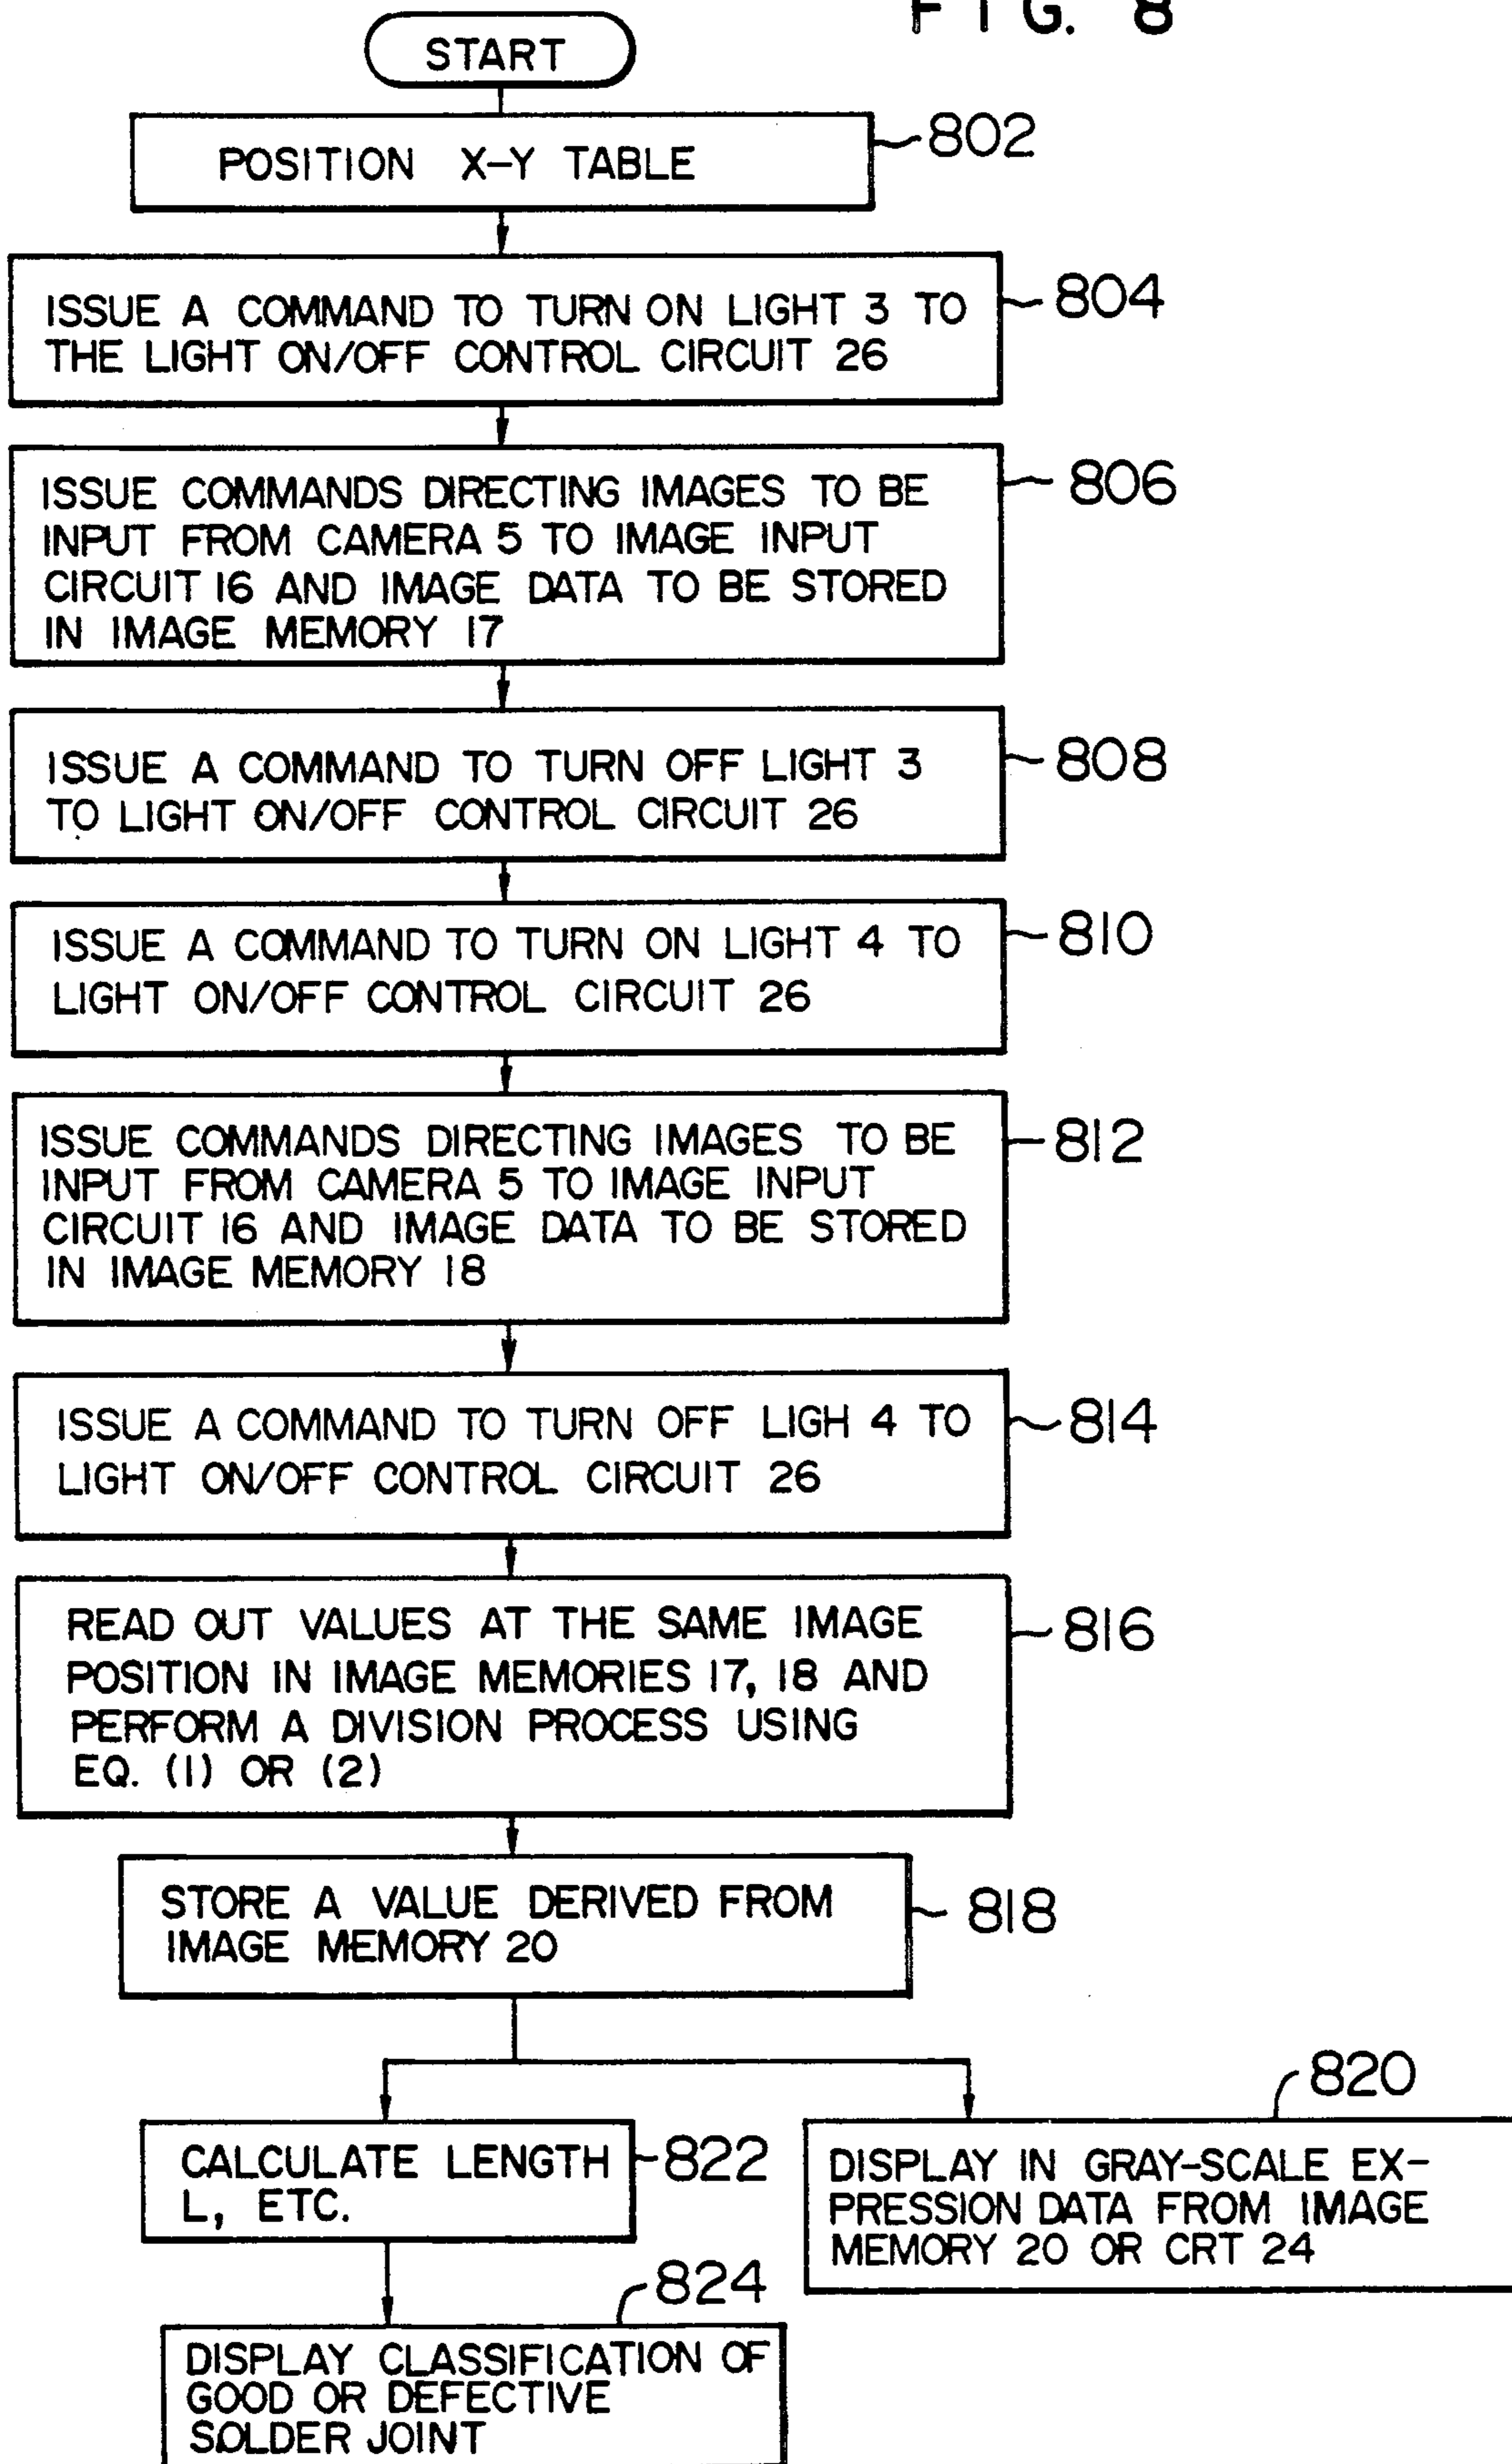 FIG. 8
START
POSITION X-Y TABLE
802
ISSUE A COMMAND TO TURN ON LIGHT 3 TO
THE LIGHT ON/OFF CONTROL CIRCUIT 26
804
ISSUE COMMANDS DIRECTING IMAGES TO BE
INPUT FROM CAMERA 5 TO IMAGE INPUT
CIRCUIT 16 AND IMAGE DATA TO BE STORED
IN IMAGE MEMORY 17
806
ISSUE A COMMAND TO TURN OFF LIGHT 3
TO LIGHT ON/OFF CONTROL CIRCUIT 26
808
ISSUE A COMMAND TO TURN ON LIGHT 4 TO
LIGHT ON/OFF CONTROL CIRCUIT 26
810
ISSUE COMMANDS DIRECTING IMAGES TO BE
INPUT FROM CAMERA 5 TO IMAGE INPUT
CIRCUIT 16 AND IMAGE DATA TO BE STORED
IN IMAGE MEMORY 18
812
ISSUE A COMMAND TO TURN OFF LIGH 4 TO
LIGHT ON/OFF CONTROL CIRCUIT 26
814
READ OUT VALUES AT THE SAME IMAGE
POSITION IN IMAGE MEMORIES 17, 18 AND
PERFORM A DIVISION PROCESS USING
EQ. (1) OR (2)
816
STORE A VALUE DERIVED FROM
IMAGE MEMORY 20
818
CALCULATE LENGTH
L, ETC.
822
820
DISPLAY IN GRAY-SCALE EX-
PRESSION DATA FROM IMAGE
MEMORY 20 OR CRT 24
824
DISPLAY CLASSIFICATION OF
GOOD OR DEFECTIVE
SOLDER JOINT